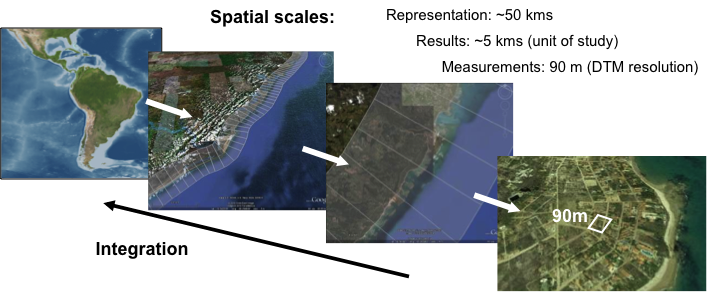 Spatial scales:
Representation: ~50 kms
Results: ~5 kms (unit of study)
Measurements: 90 m (DTM resolution)
90m
Integration